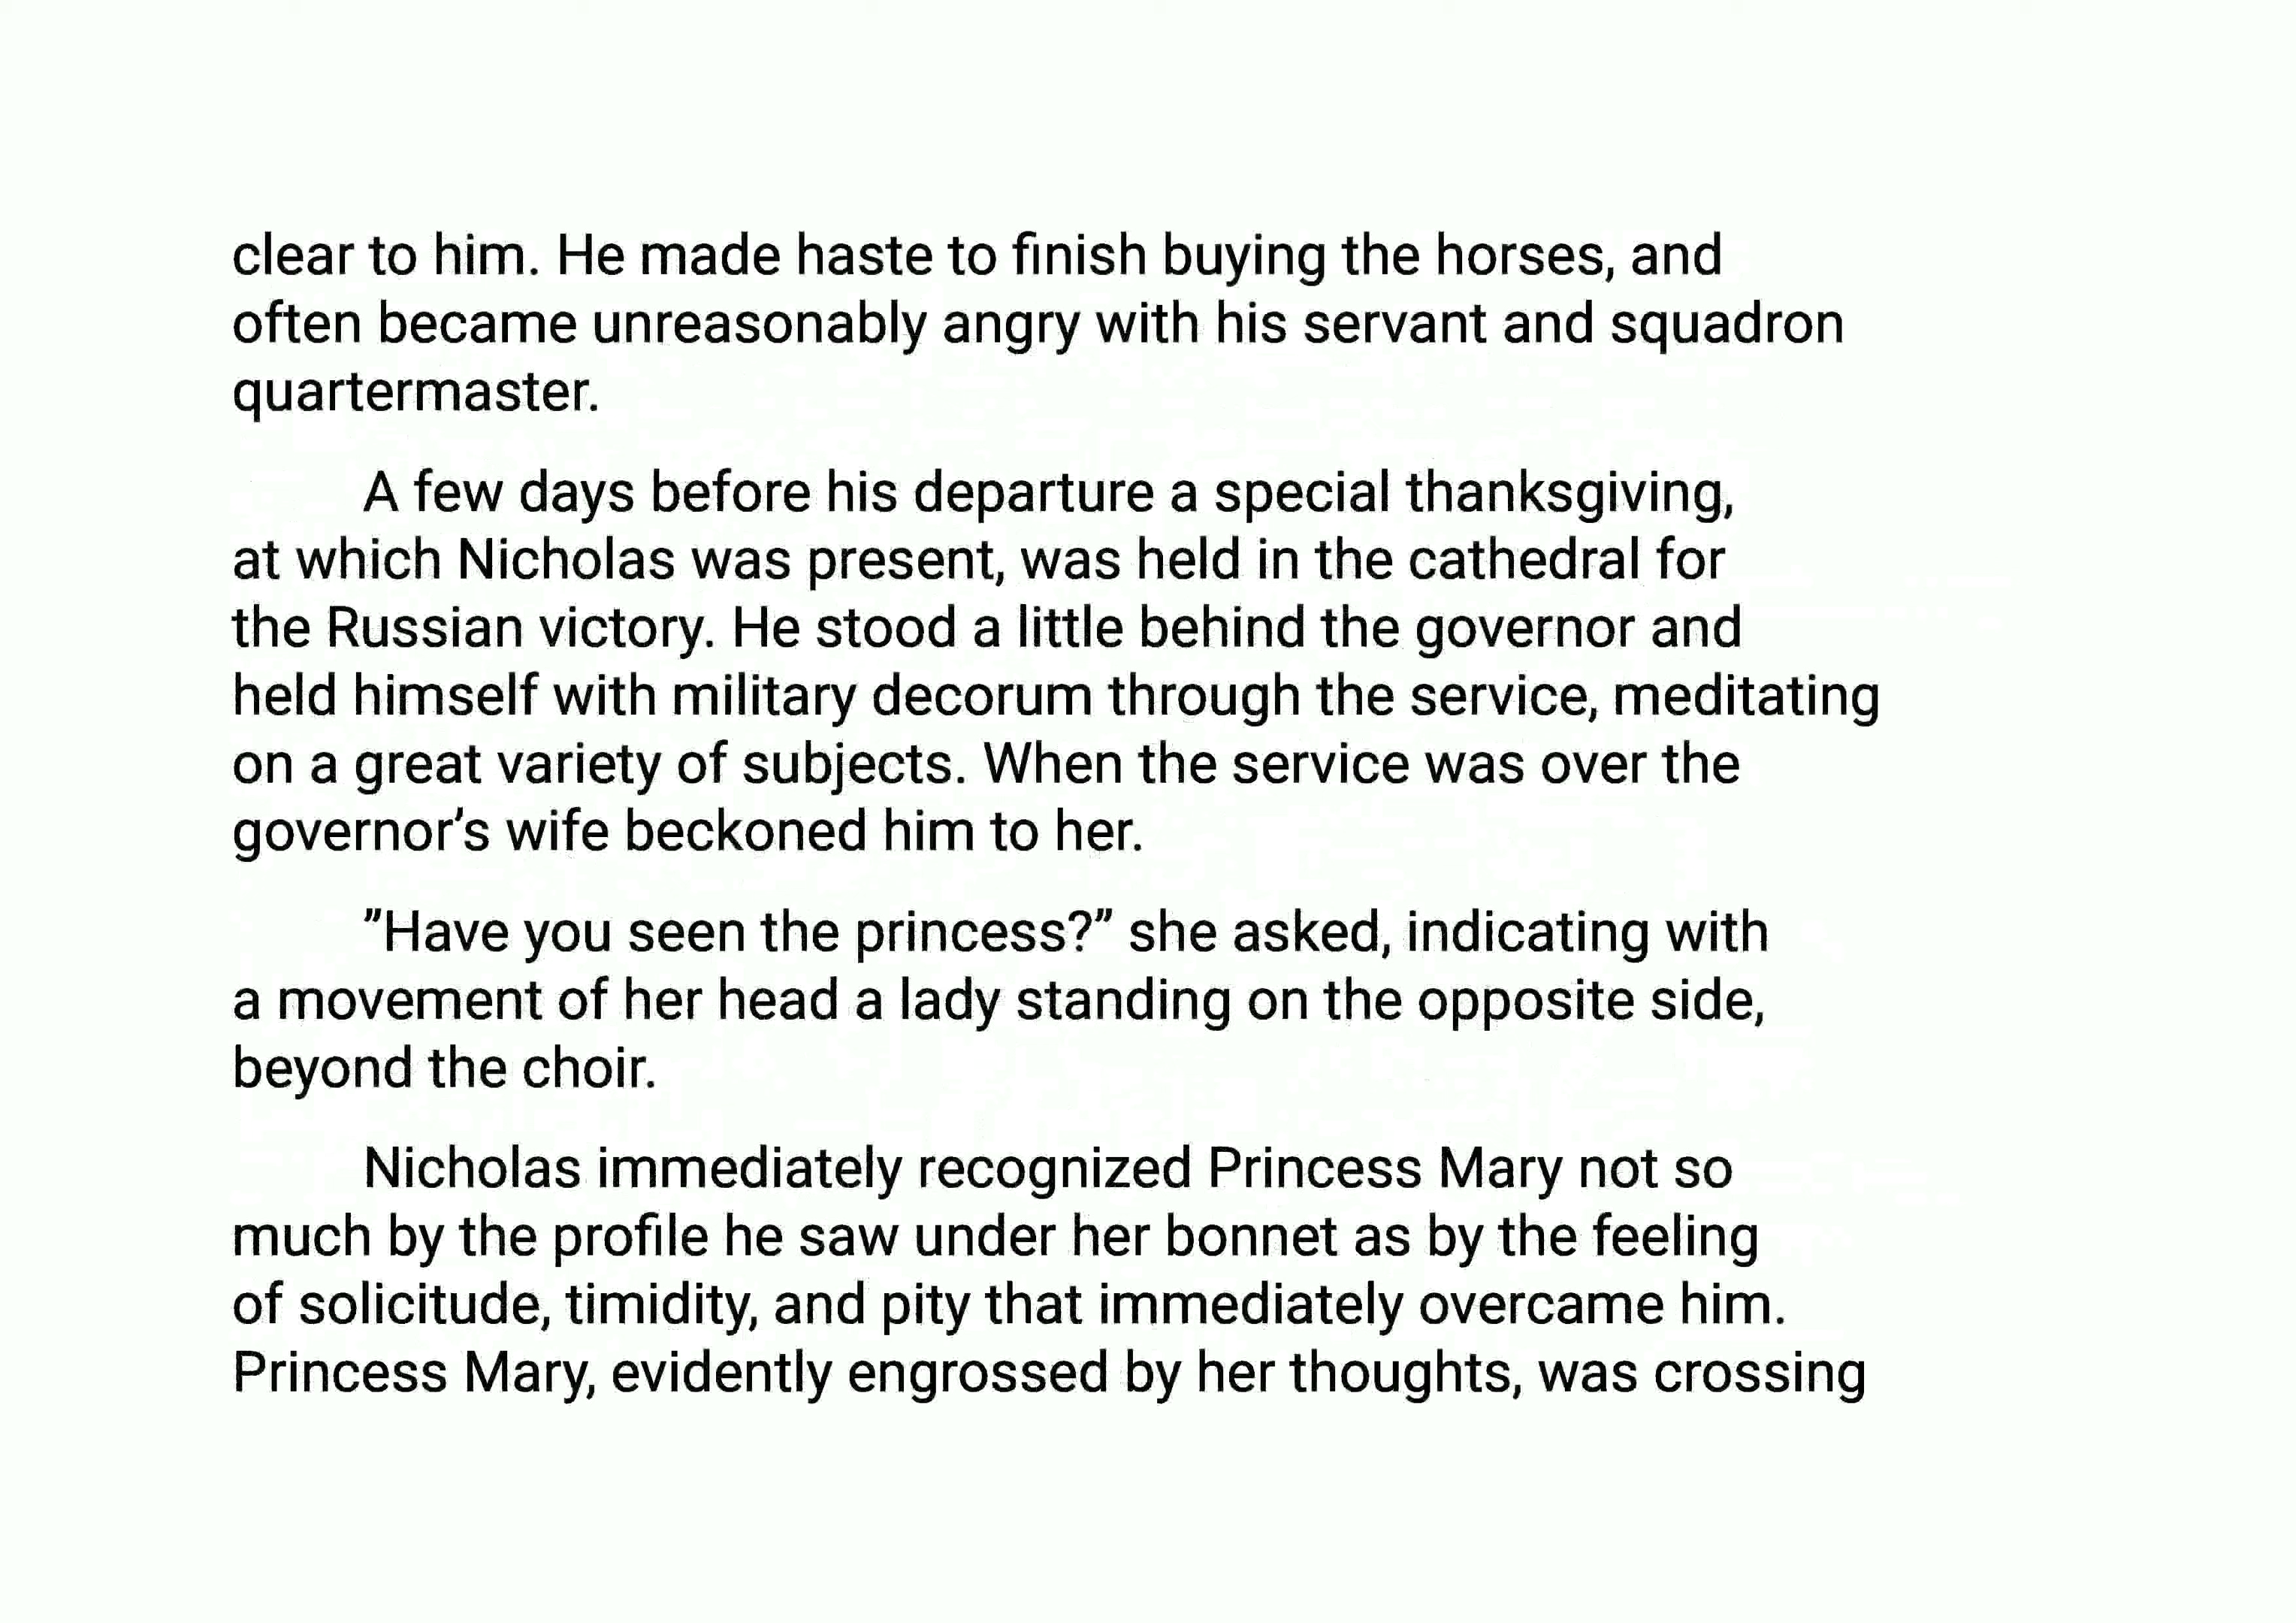 clear to him. He made haste to finish buying the horses, and
often became unreasonably angry with his servant and squadron
quartermaster.
A few days before his departure a special thanksgiving,
at which Nicholas was present, was held in the cathedral for
the Russian victory. He stood a little behind the governor and
held himself with military decorum through the service, meditating
on a great variety of subjects. When the service was over the
governor's wife beckoned him to her.
"Have you seen the princess?" she asked, indicating with
a movement of her head a lady standing on the opposite side,
beyond the choir.
Nicholas immediately recognized Princess Mary not so
much by the profile he saw under her bonnet as by the feeling
of solicitude, timidity, and pity that immediately overcame him.
Princess Mary, evidently engrossed by her thoughts, was crossing